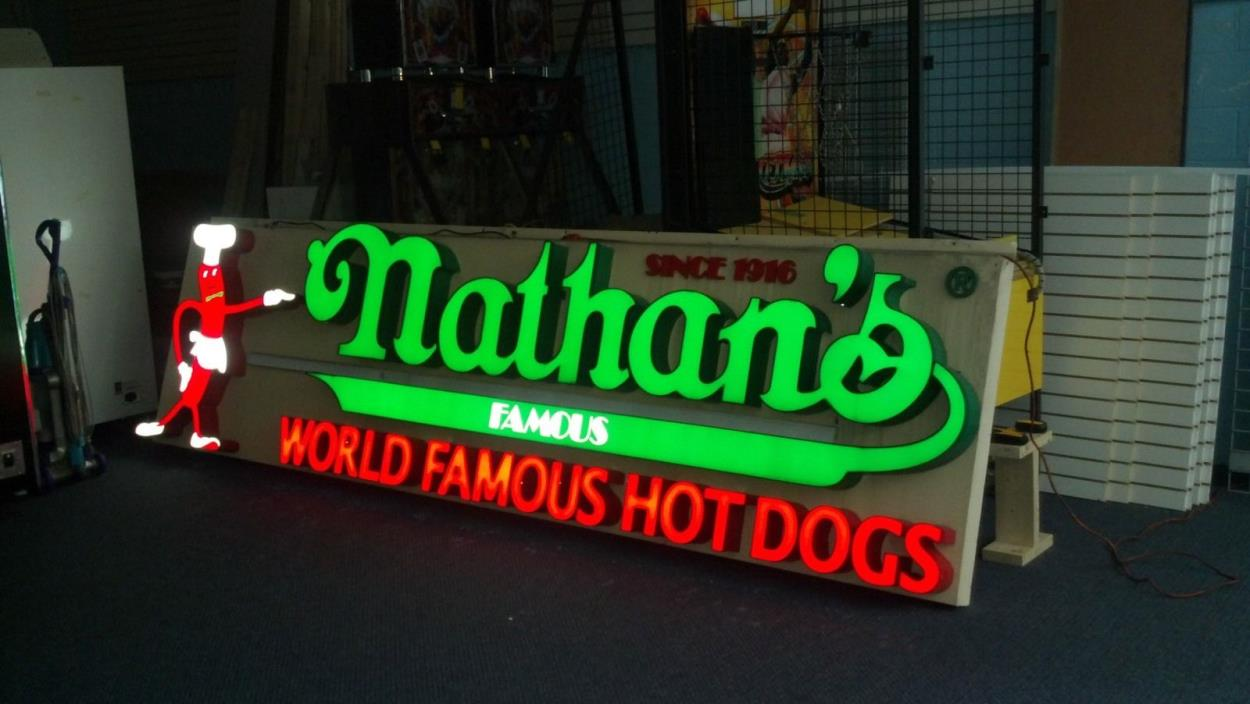 SINCE 1916
Nathan's
FAMOUS
WORLD FAMOUS HOT DOGS